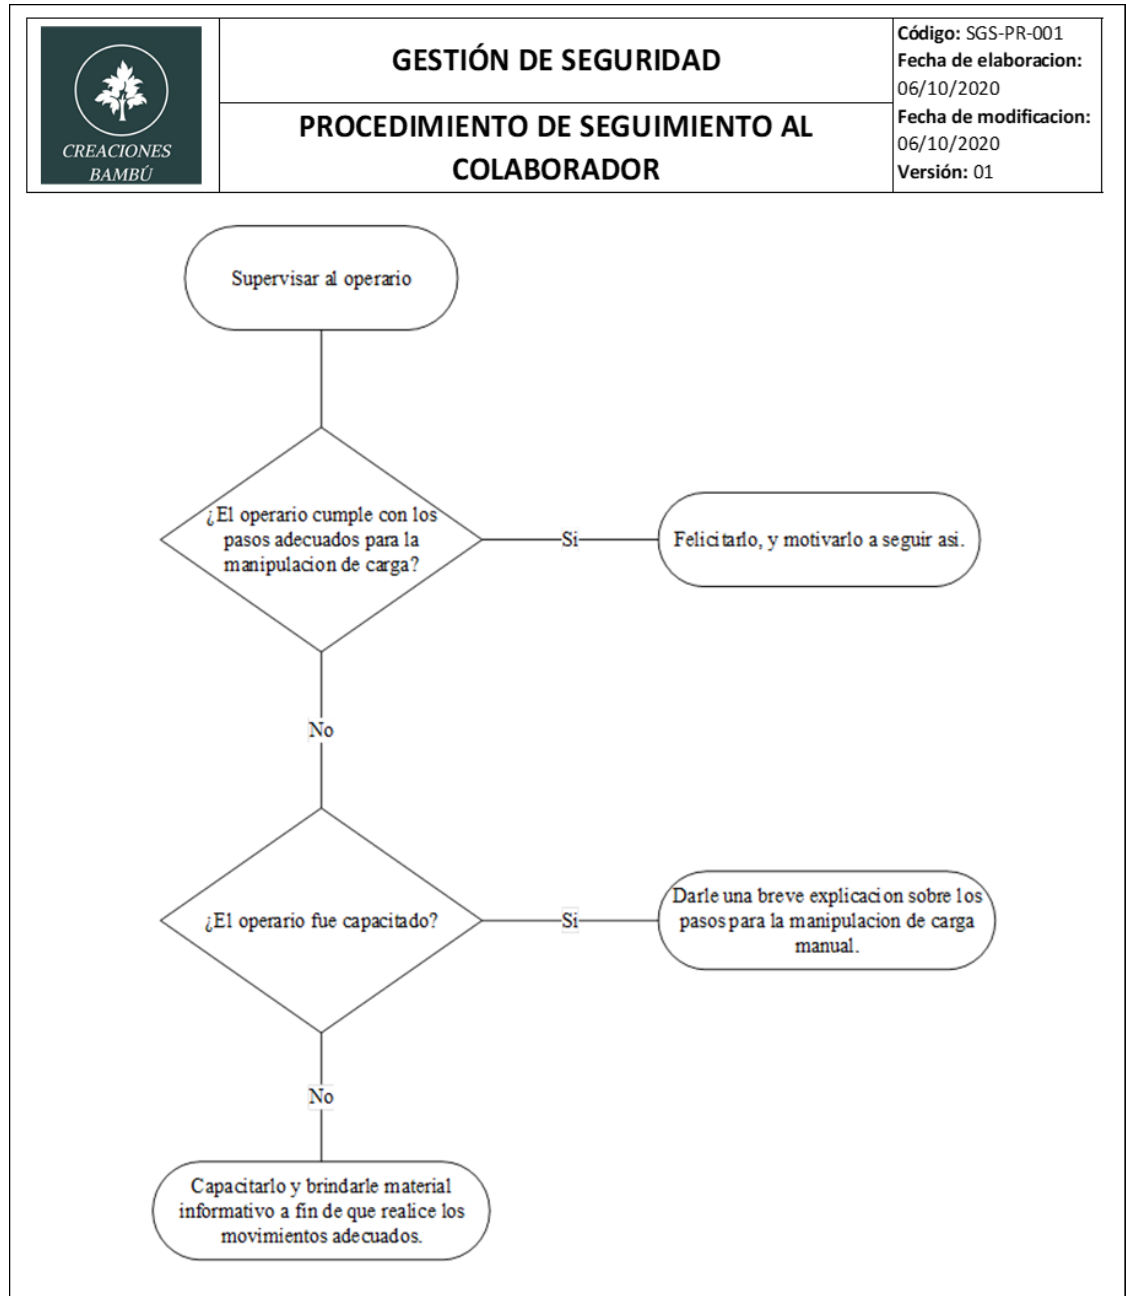 CREACIONES
BAMBÚ
GESTIÓN DE SEGURIDAD
PROCEDIMIENTO DE SEGUIMIENTO AL
COLABORADOR
Código: SGS-PR-001
Fecha de elaboracion:
06/10/2020
Fecha de modificacion:
06/10/2020
Versión: 01
Supervisar al operario
¿El operario cumple con los
pasos adecuados para la
manipulacion de carga?
Si
Felicitarlo, y motivarlo a seguir asi.
No
¿El operario fue capacitado?
Si
Darle una breve explicacion sobre los
pasos para la manipulacion de carga
manual.
No
Capacitarlo y brindarle material
informativo a fin de que realice los
movimientos adecuados.